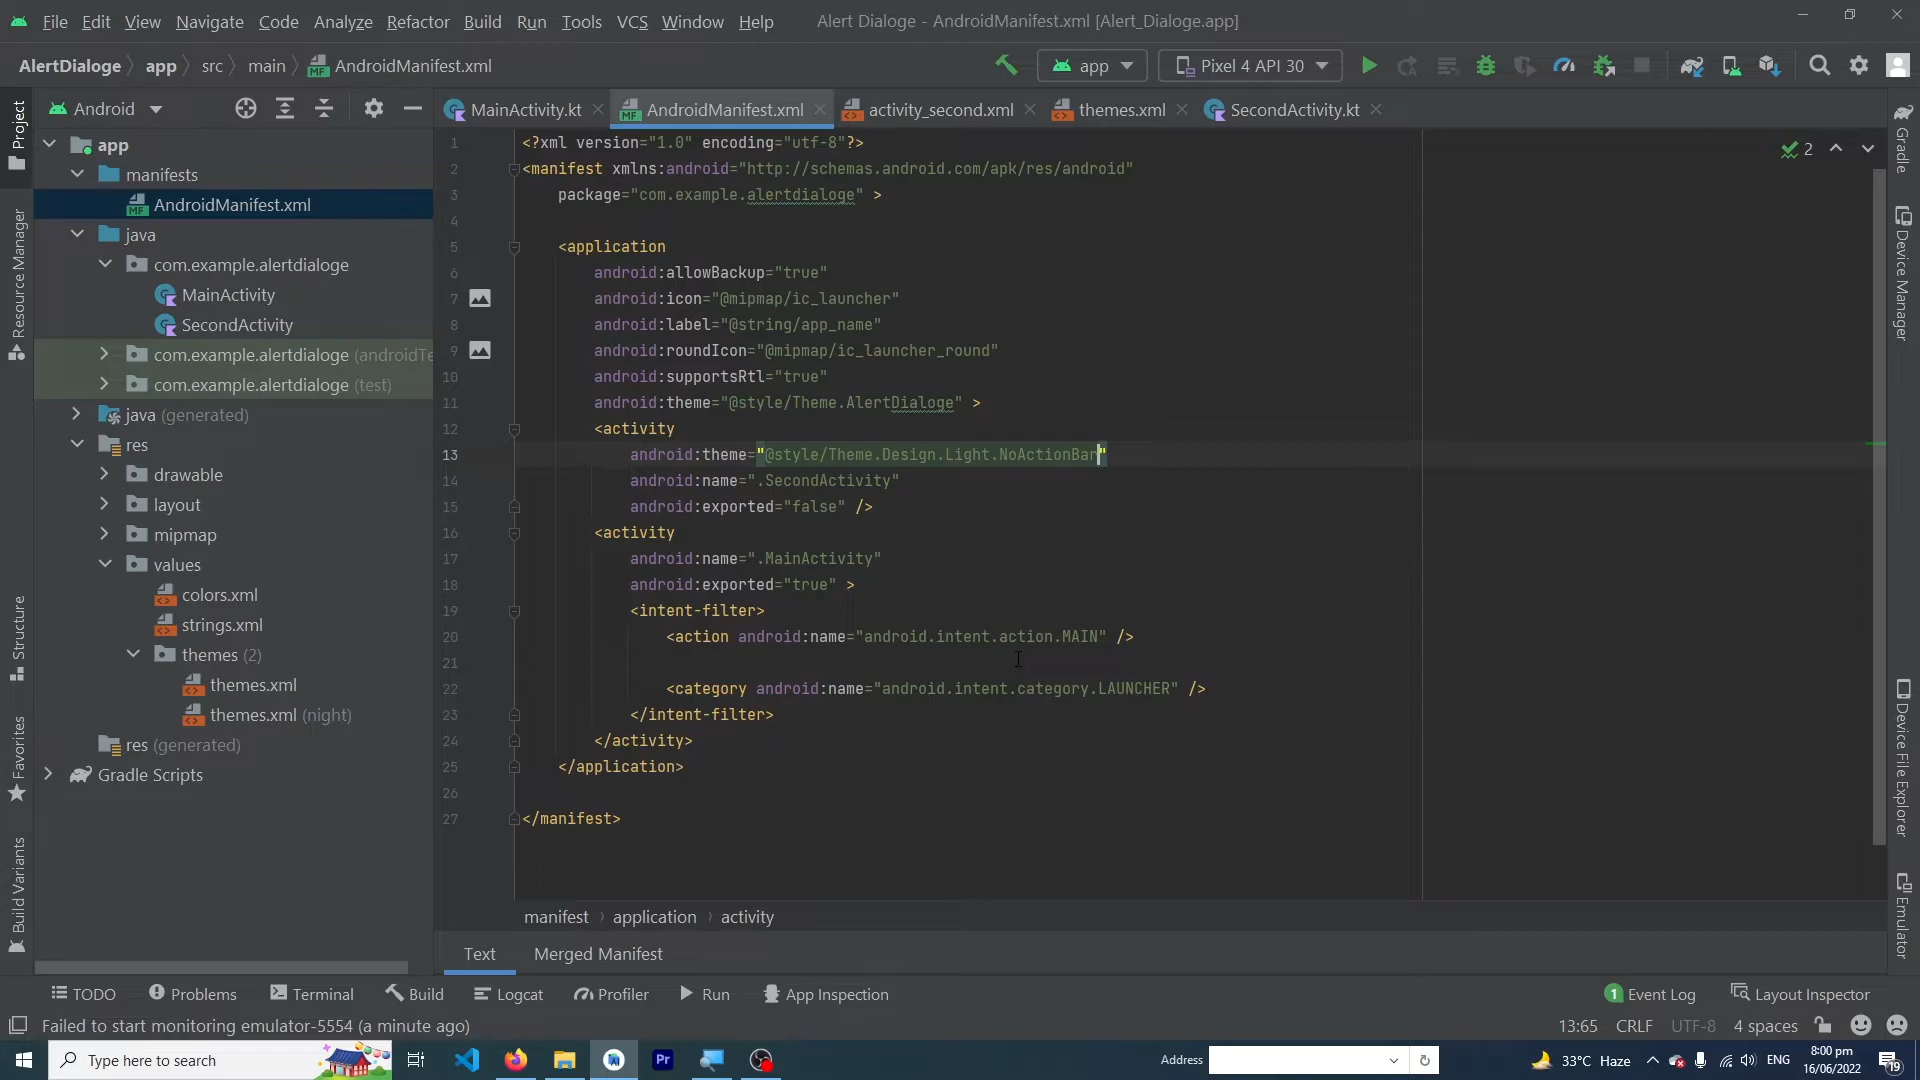 File Edit View Navigate Code Analyze Refactor Build Run Tools VCS Window Help Alert Dialoge - AndroidManifest.xml [Alert_Dialoge.app]
AlertDialoge app src main AndroidManifest.xml app Pixel 4 API 30
Android MainActivity.kt AndroidManifest.xml activity_second.xml themes.xml SecondActivity.kt
Project
Resource Manager
Structure
Favorites
Build Variants
app
manifests
AndroidManifest.xml
java
com.example.alertdialoge
MainActivity
SecondActivity
com.example.alertdialoge (androidTe
com.example.alertdialoge (test)
java (generated)
res
drawable
layout
mipmap
values
colors.xml
strings.xml
themes (2)
themes.xml
themes.xml (night)
res (generated)
Gradle Scripts
1 <?xml version="1.0" encoding="utf-8"?>
2 <manifest xmlns:android="http://schemas.android.com/apk/res/android"
3 package="com.example.alertdialoge" >
4
5 <application
6 android:allowBackup="true"
7 android:icon="@mipmap/ic_launcher"
8 android:label="@string/app_name"
9 android:roundIcon="@mipmap/ic_launcher_round"
10 android:supportsRtl="true"
11 android:theme="@style/Theme.AlertDialoge" >
12 <activity
13 android:theme="@style/Theme.Design.Light.NoActionBar"
14 android:name=".SecondActivity"
15 android:exported="false" />
16 <activity
17 android:name=".MainActivity"
18 android:exported="true" >
19 <intent-filter>
20 <action android:name="android.intent.action.MAIN" />
21
22 <category android:name="android.intent.category.LAUNCHER" />
23 </intent-filter>
24 </activity>
25 </application>
26
27 </manifest>
2
Gradle
Device Manager
Device File Explorer
Emulator
manifest application activity
Text Merged Manifest
TODO Problems Terminal Build Logcat Profiler Run App Inspection 1 Event Log Layout Inspector
Failed to start monitoring emulator-5554 (a minute ago) 13:65 CRLF UTF-8 4 spaces
Type here to search Pr Address 33°C Haze ENG 8:00 pm
16/06/2022 19